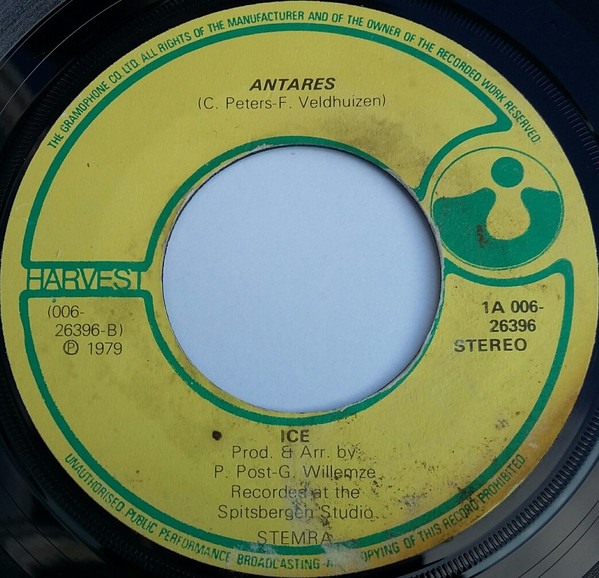 THE GRAMOPHONE CO. LTD. ALL RIGHTS OF THE MANUFACTURER AND OF THE OWNER OF THE RECORDED WORK RESERVED.
ANTARES
(C. Peters-F. Veldhuizen)
HARVEST
(006-
26396-B)
℗ 1979
1A 006-
26396
STEREO
ICE
Prod. & Arr. by
P. Post-G. Willemze
Recorded at the
Spitsbergen Studio
STEMRA
UNAUTHORISED PUBLIC PERFORMANCE BROADCASTING AND COPYING OF THIS RECORD PROHIBITED.